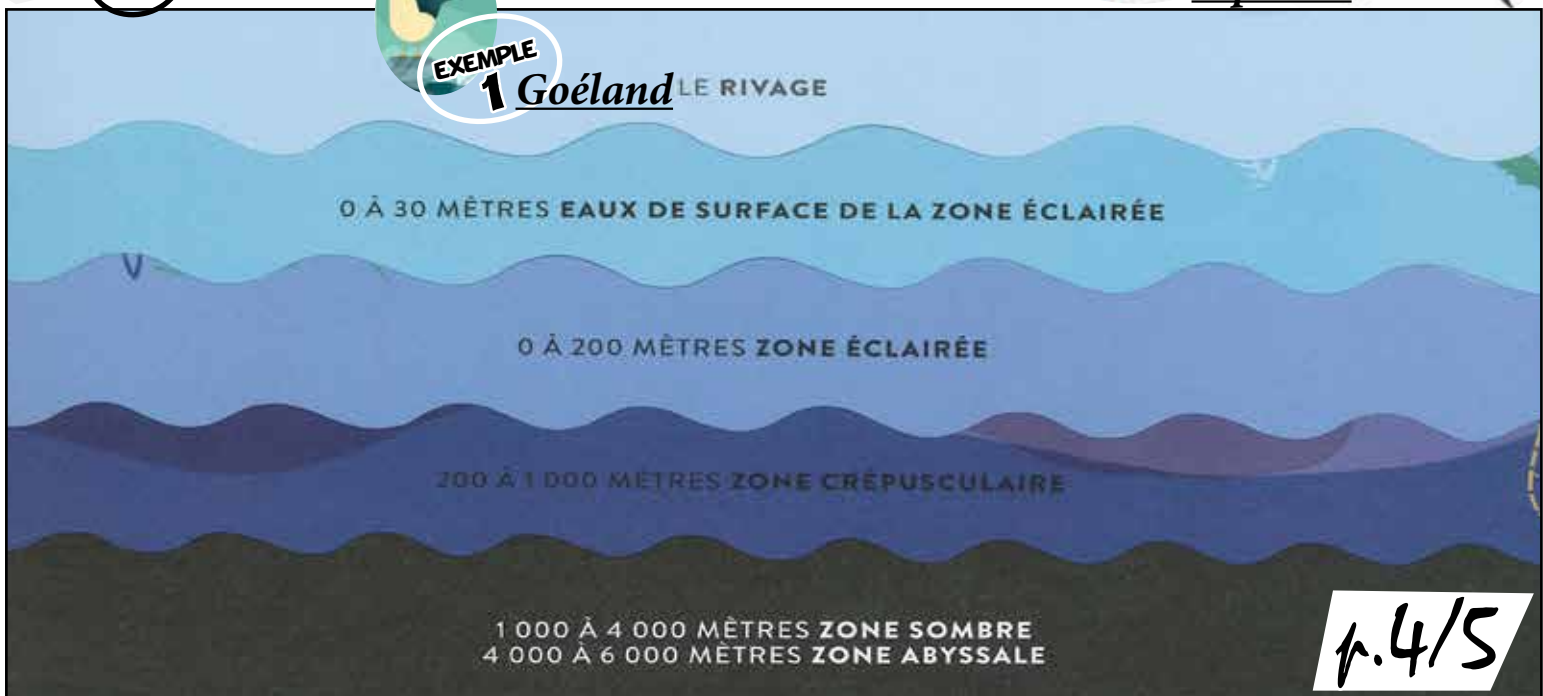 EXEMPLE
1 Goéland LE RIVAGE
0 À 30 MÈTRES EAUX DE SURFACE DE LA ZONE ÉCLAIRÉE
0 À 200 MÈTRES ZONE ÉCLAIRÉE
200 À 1 000 MÈTRES ZONE CRÉPUSCULAIRE
1 000 À 4 000 MÈTRES ZONE SOMBRE
4 000 À 6 000 MÈTRES ZONE ABYSSALE
p.4/5